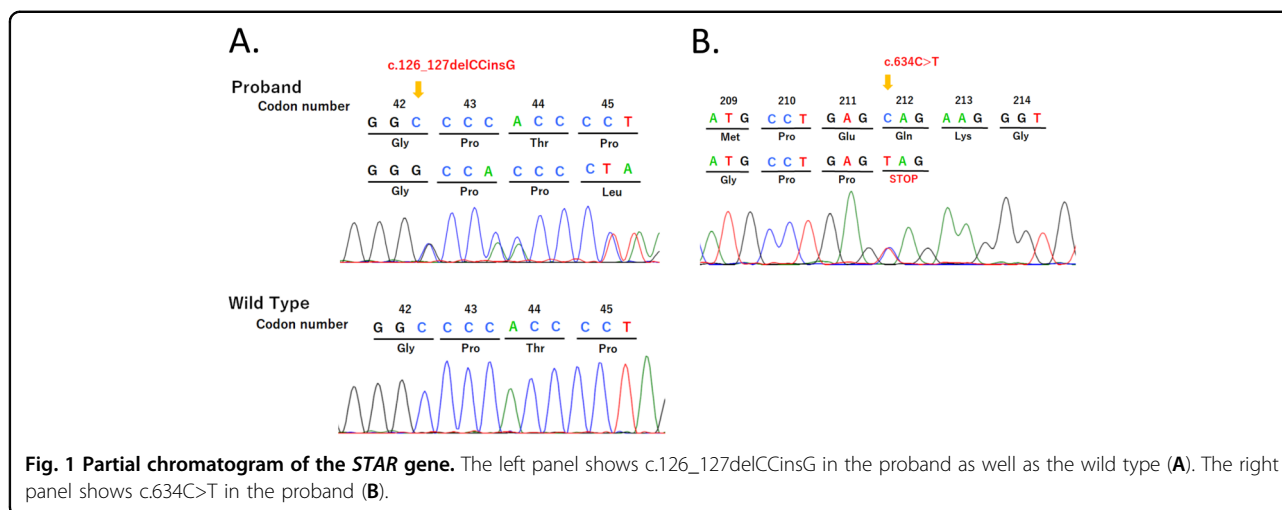 A.
c.126_127delCCinsG
Proband
Codon number
42 43 44 45
G G C C C C A C C C C T
Gly Pro Thr Pro
G G G C C A C C C C T A
Gly Pro Pro Leu
Wild Type
Codon number
42 43 44 45
G G C C C C A C C C C T
Gly Pro Thr Pro
B.
c.634C>T
209 210 211 212 213 214
A T G C C T G A G C A G A A G G G T
Met Pro Glu Gln Lys Gly
A T G C C T G A G T A G
Gly Pro Pro STOP
Fig. 1 Partial chromatogram of the STAR gene. The left panel shows c.126_127delCCinsG in the proband as well as the wild type (A). The right
panel shows c.634C>T in the proband (B).